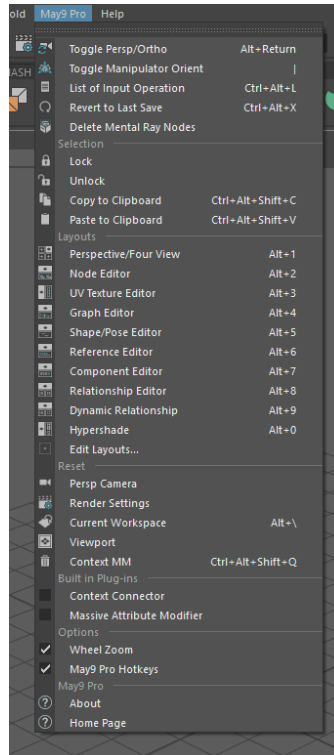 old May9 Pro Help
Toggle Persp/Ortho Alt+Return
ASH Toggle Manipulator Orient |
List of Input Operation Ctrl+Alt+L
Revert to Last Save Ctrl+Alt+X
Delete Mental Ray Nodes
Selection
Lock
Unlock
Copy to Clipboard Ctrl+Alt+Shift+C
Paste to Clipboard Ctrl+Alt+Shift+V
Layouts
Perspective/Four View Alt+1
Node Editor Alt+2
UV Texture Editor Alt+3
Graph Editor Alt+4
Shape/Pose Editor Alt+5
Reference Editor Alt+6
Component Editor Alt+7
Relationship Editor Alt+8
Dynamic Relationship Alt+9
Hypershade Alt+0
Edit Layouts...
Reset
Persp Camera
Render Settings
Current Workspace Alt+\
Viewport
Context MM Ctrl+Alt+Shift+Q
Built in Plug-ins
Context Connector
Massive Attribute Modifier
Options
Wheel Zoom
May9 Pro Hotkeys
May9 Pro
About
Home Page